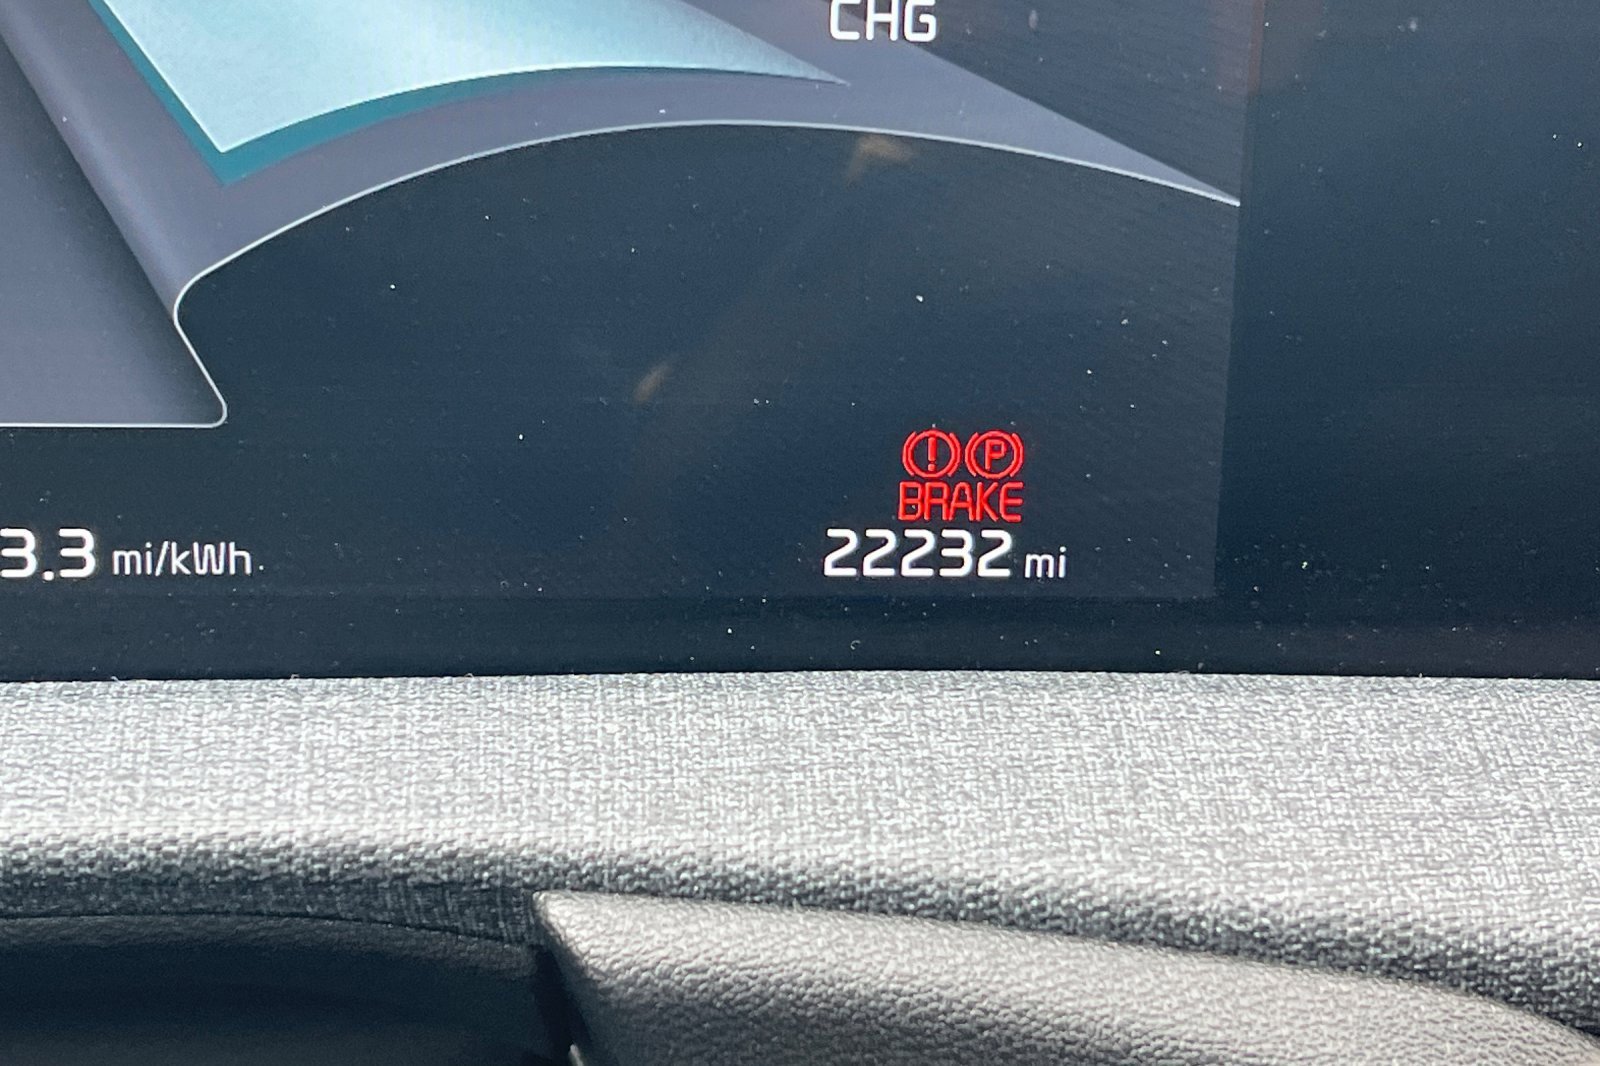 CHG
! P
BRAKE
3.3 mi/kWh
22232 mi